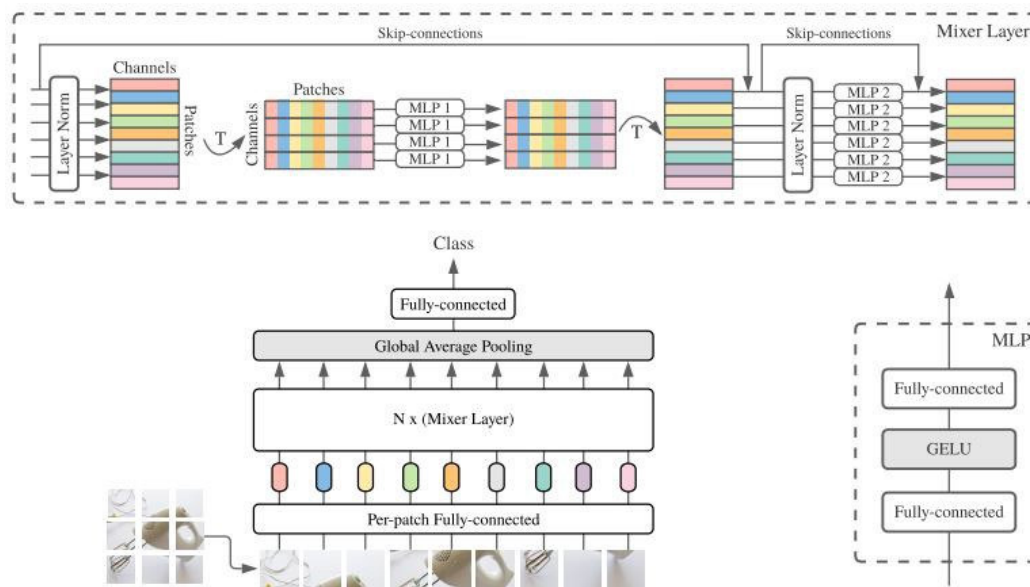 Mixer Layer
Skip-connections
Skip-connections
Channels
Layer Norm
Patches
T
Patches
Channels
MLP 1
MLP 1
MLP 1
MLP 1
T
Layer Norm
MLP 2
MLP 2
MLP 2
MLP 2
MLP 2
MLP 2
Class
Fully-connected
Global Average Pooling
N x (Mixer Layer)
Per-patch Fully-connected
MLP
Fully-connected
GELU
Fully-connected